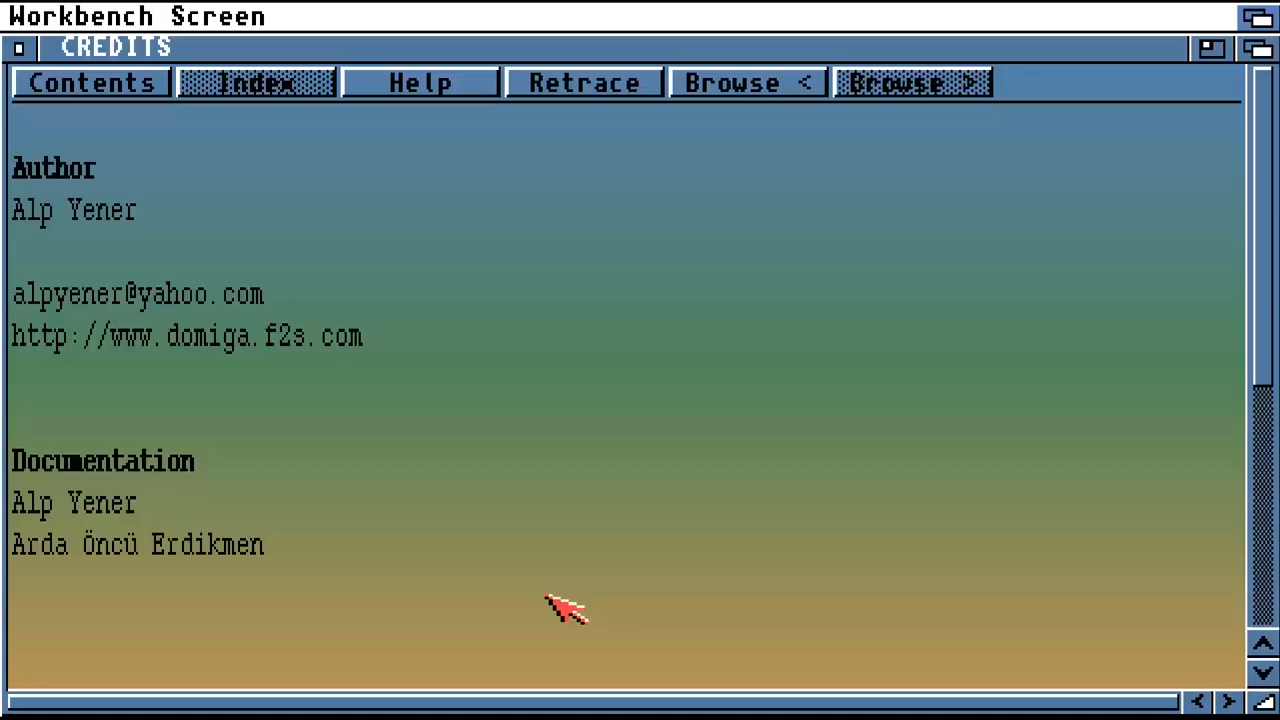 Workbench Screen
CREDITS
Contents Index Help Retrace Browse < Browse >
Author
Alp Yener
alpyener@yahoo.com
http://www.domiga.f2s.com
Documentation
Alp Yener
Arda Öncü Erdikmen